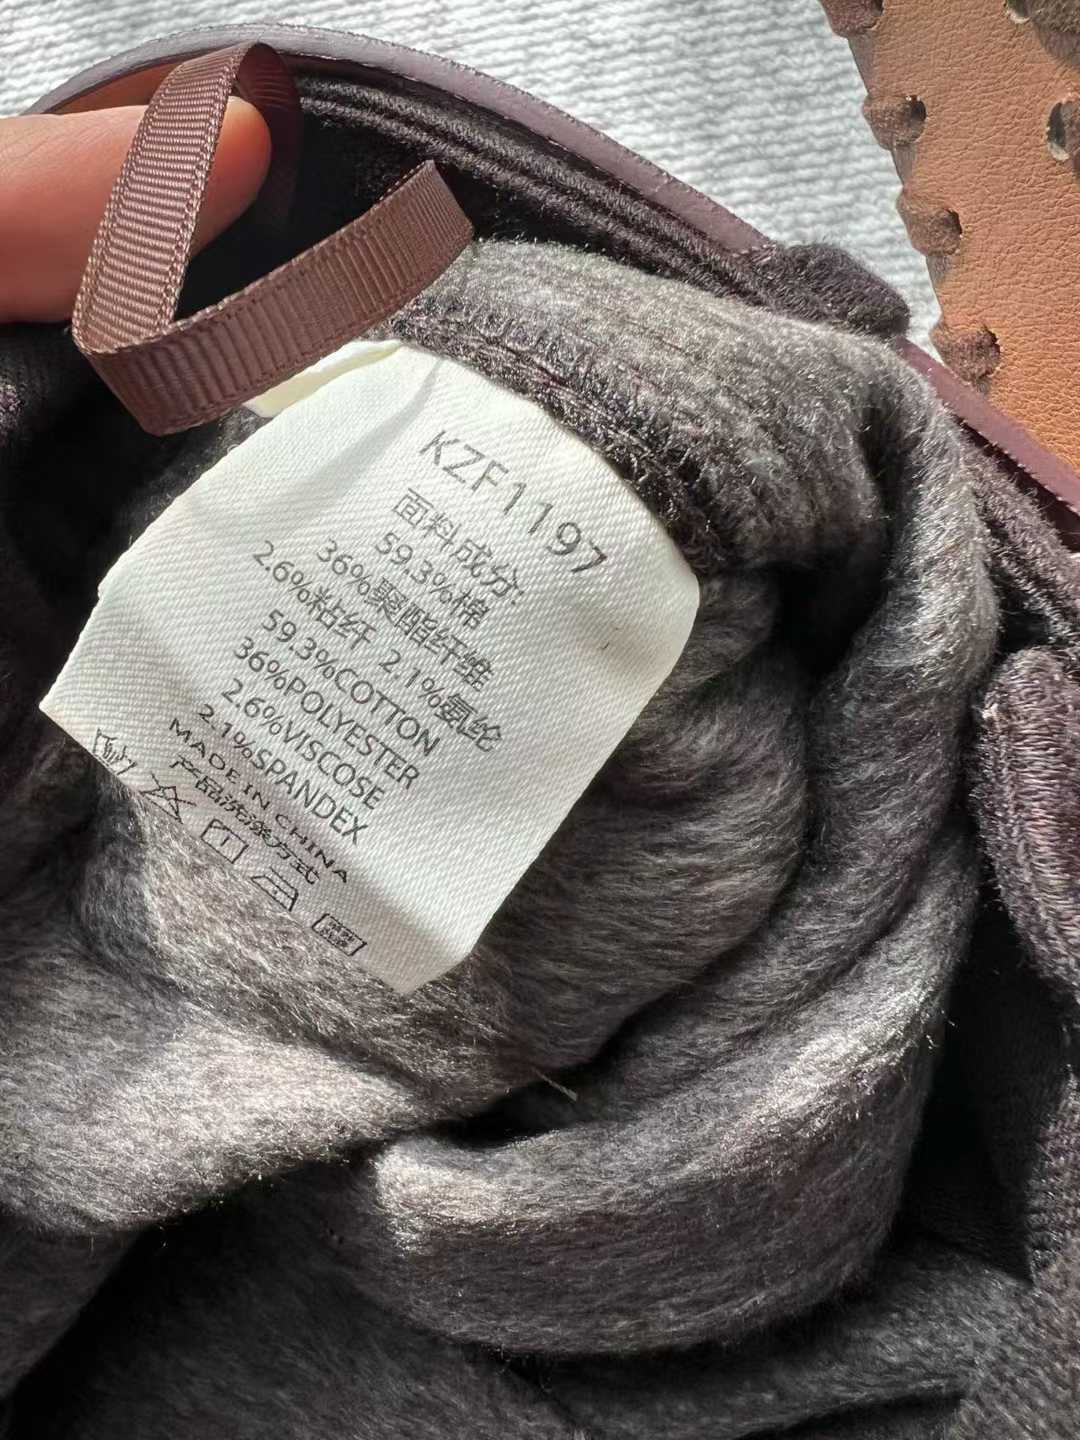 KZF1197
面料成分:
59.3%棉
36%聚酯纤维
2.6%粘纤 2.1%氨纶
59.3%COTTON
36%POLYESTER
2.6%VISCOSE
2.1%SPANDEX
MADE IN CHINA
产品洗涤方式